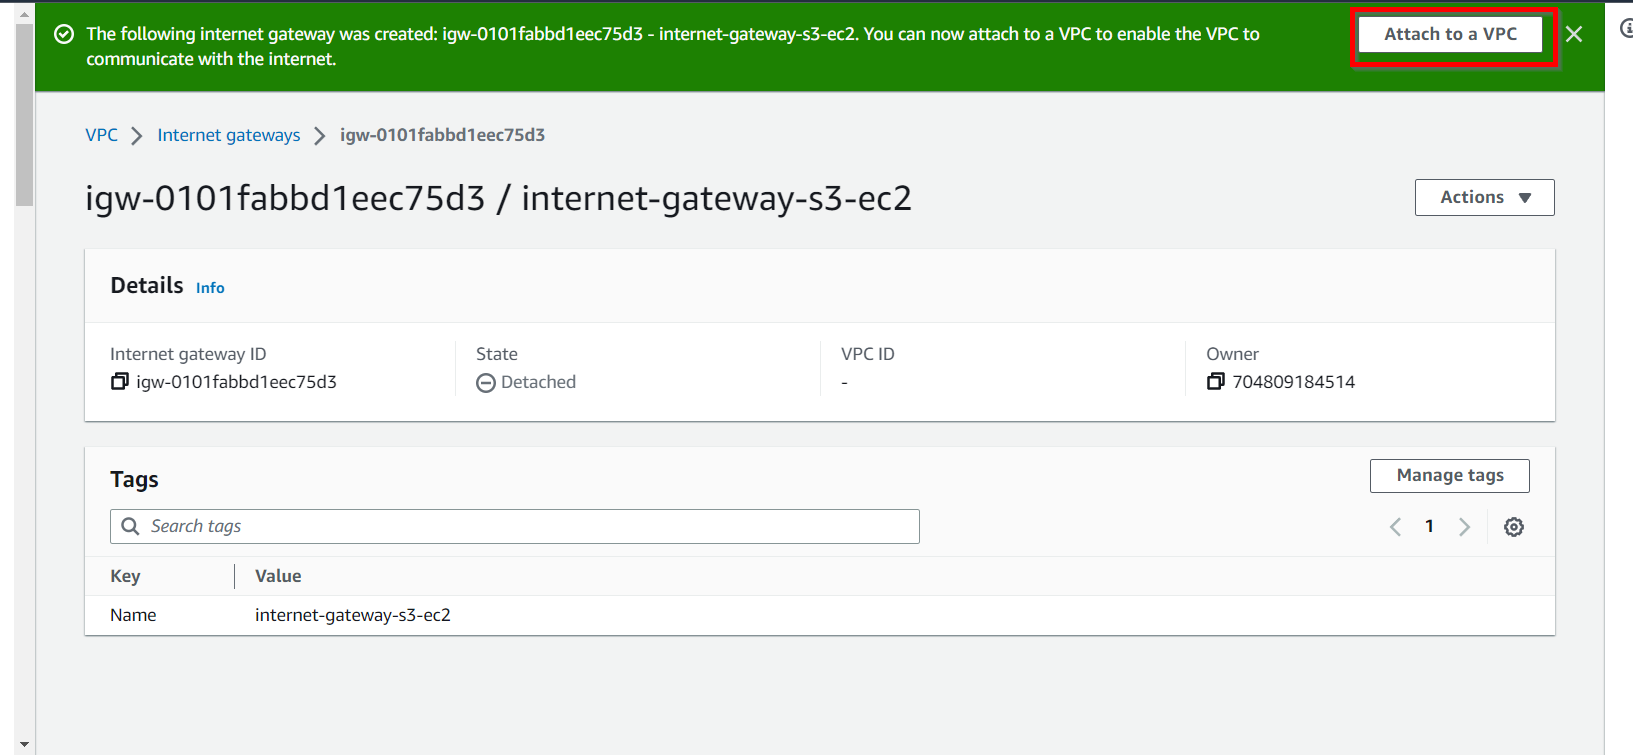 The following internet gateway was created: igw-0101fabbd1eec75d3 - internet-gateway-s3-ec2. You can now attach to a VPC to enable the VPC to
communicate with the internet.
Attach to a VPC
VPC > Internet gateways > igw-0101fabbd1eec75d3
igw-0101fabbd1eec75d3 / internet-gateway-s3-ec2
Actions
Details Info
Internet gateway ID State VPC ID Owner
igw-0101fabbd1eec75d3 Detached - 704809184514
Tags
Manage tags
Search tags
1
Key Value
Name internet-gateway-s3-ec2